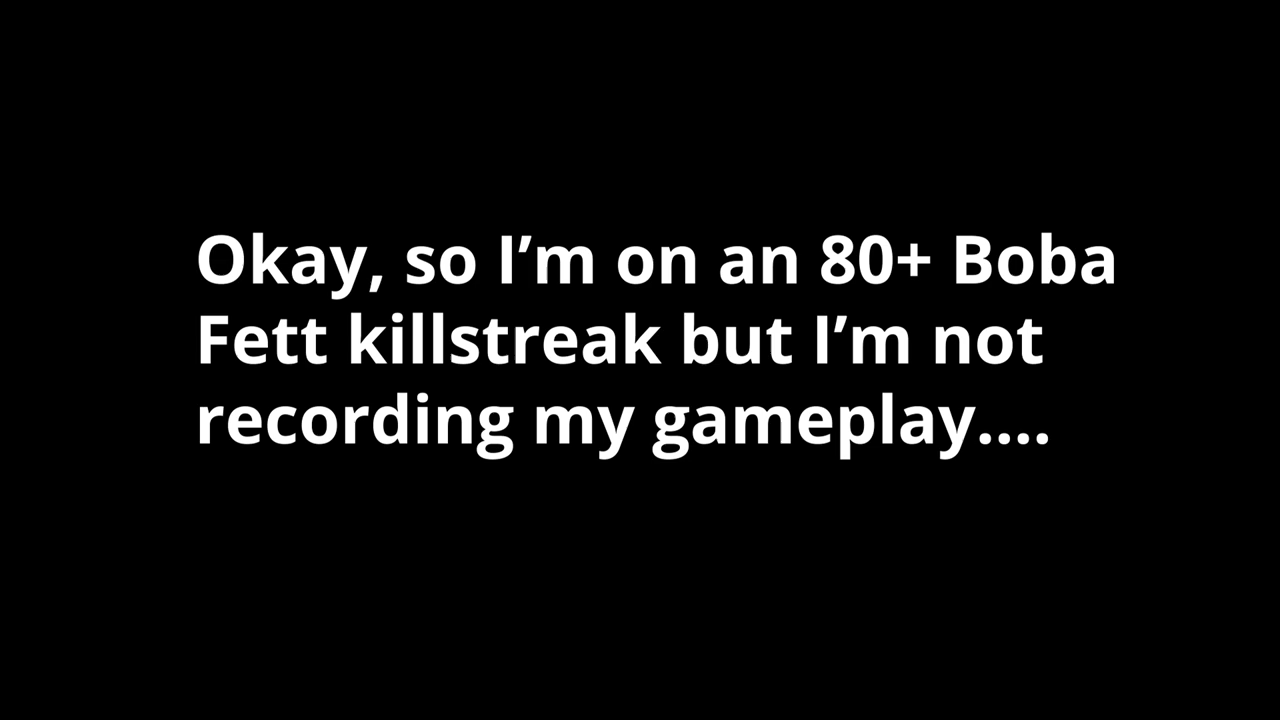 Okay, so I’m on an 80+ Boba
Fett killstreak but I’m not
recording my gameplay....